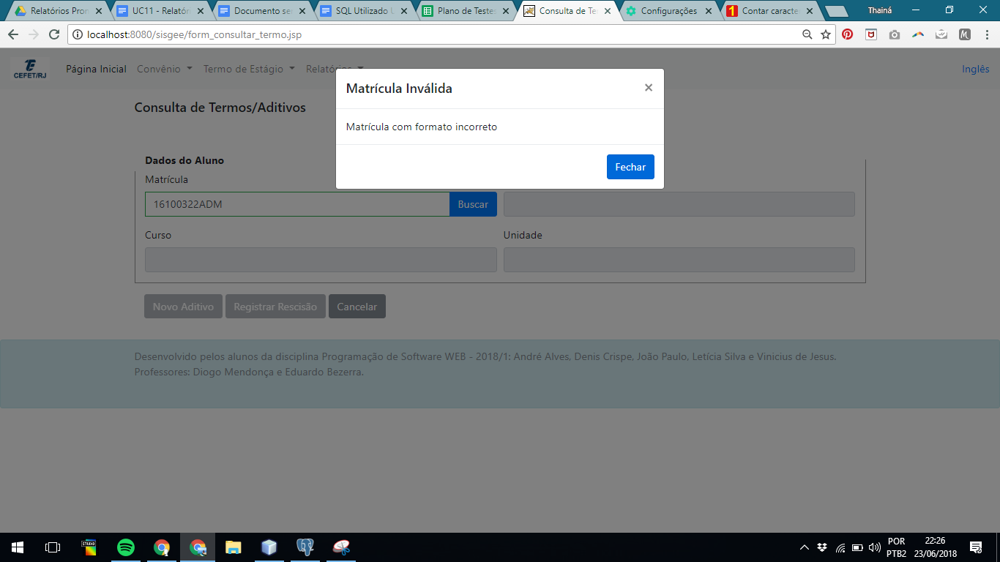 Relatórios Pron
UC11 - Relatóri
Documento sem
SQL Utilizado U
Plano de Testes
Consulta de Te
Configurações
Contar caracte
Thainá
localhost:8080/sisgee/form_consultar_termo.jsp
CEFET/RJ
Página Inicial
Convênio
Termo de Estágio
Relatórios
Inglês
Matrícula Inválida
×
Matrícula com formato incorreto
Fechar
Consulta de Termos/Aditivos
Dados do Aluno
Matrícula
16100322ADM
Buscar
Curso
Unidade
Novo Aditivo
Registrar Rescisão
Cancelar
Desenvolvido pelos alunos da disciplina Programação de Software WEB - 2018/1: André Alves, Denis Crispe, João Paulo, Letícia Silva e Vinicius de Jesus.
Professores: Diogo Mendonça e Eduardo Bezerra.
STUDIO
POR
PTB2
22:26
23/06/2018